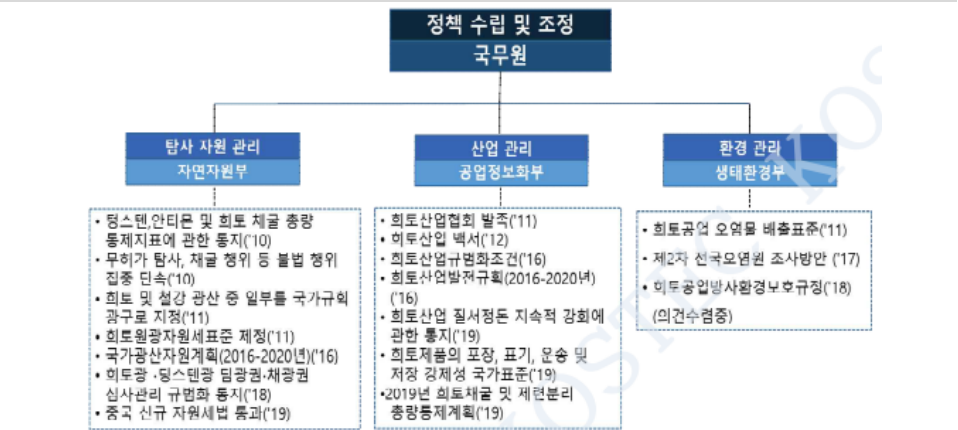 정책 수립 및 조정
국무원
탐사 자원 관리
자연자원부
산업 관리
공업정보화부
환경 관리
생태환경부
• 텅스텐,안티몬 및 희토 채굴 총량
통제지표에 관한 통지('10)
• 무허가 탐사, 채굴 행위 등 불법 행위
집중 단속('10)
• 희토 및 철강 광산 중 일부를 국가규획
광구로 지정('11)
• 희토원광자원세표준 제정('11)
• 국가광산자원계획(2016-2020년)('16)
• 희토광·텅스텐광 탐광권·채광권
심사관리 규범화 통지('18)
• 중국 신규 자원세법 통과('19)
• 희토산업협회 발족('11)
• 희토산업 백서('12)
• 희토산업규범화조건('16)
• 희토산업발전규획(2016-2020년)
('16)
• 희토산업 질서정돈 지속적 강화에
관한 통지('19)
• 희토제품의 포장, 표기, 운송 및
저장 강제성 국가표준('19)
•2019년 희토채굴 및 제련분리
총량통제계획('19)
• 희토공업 오염물 배출표준('11)
• 제2차 전국오염원 조사방안 ('17)
• 희토공업방사환경보호규정('18)
(의견수렴중)
KOSTEC KOS